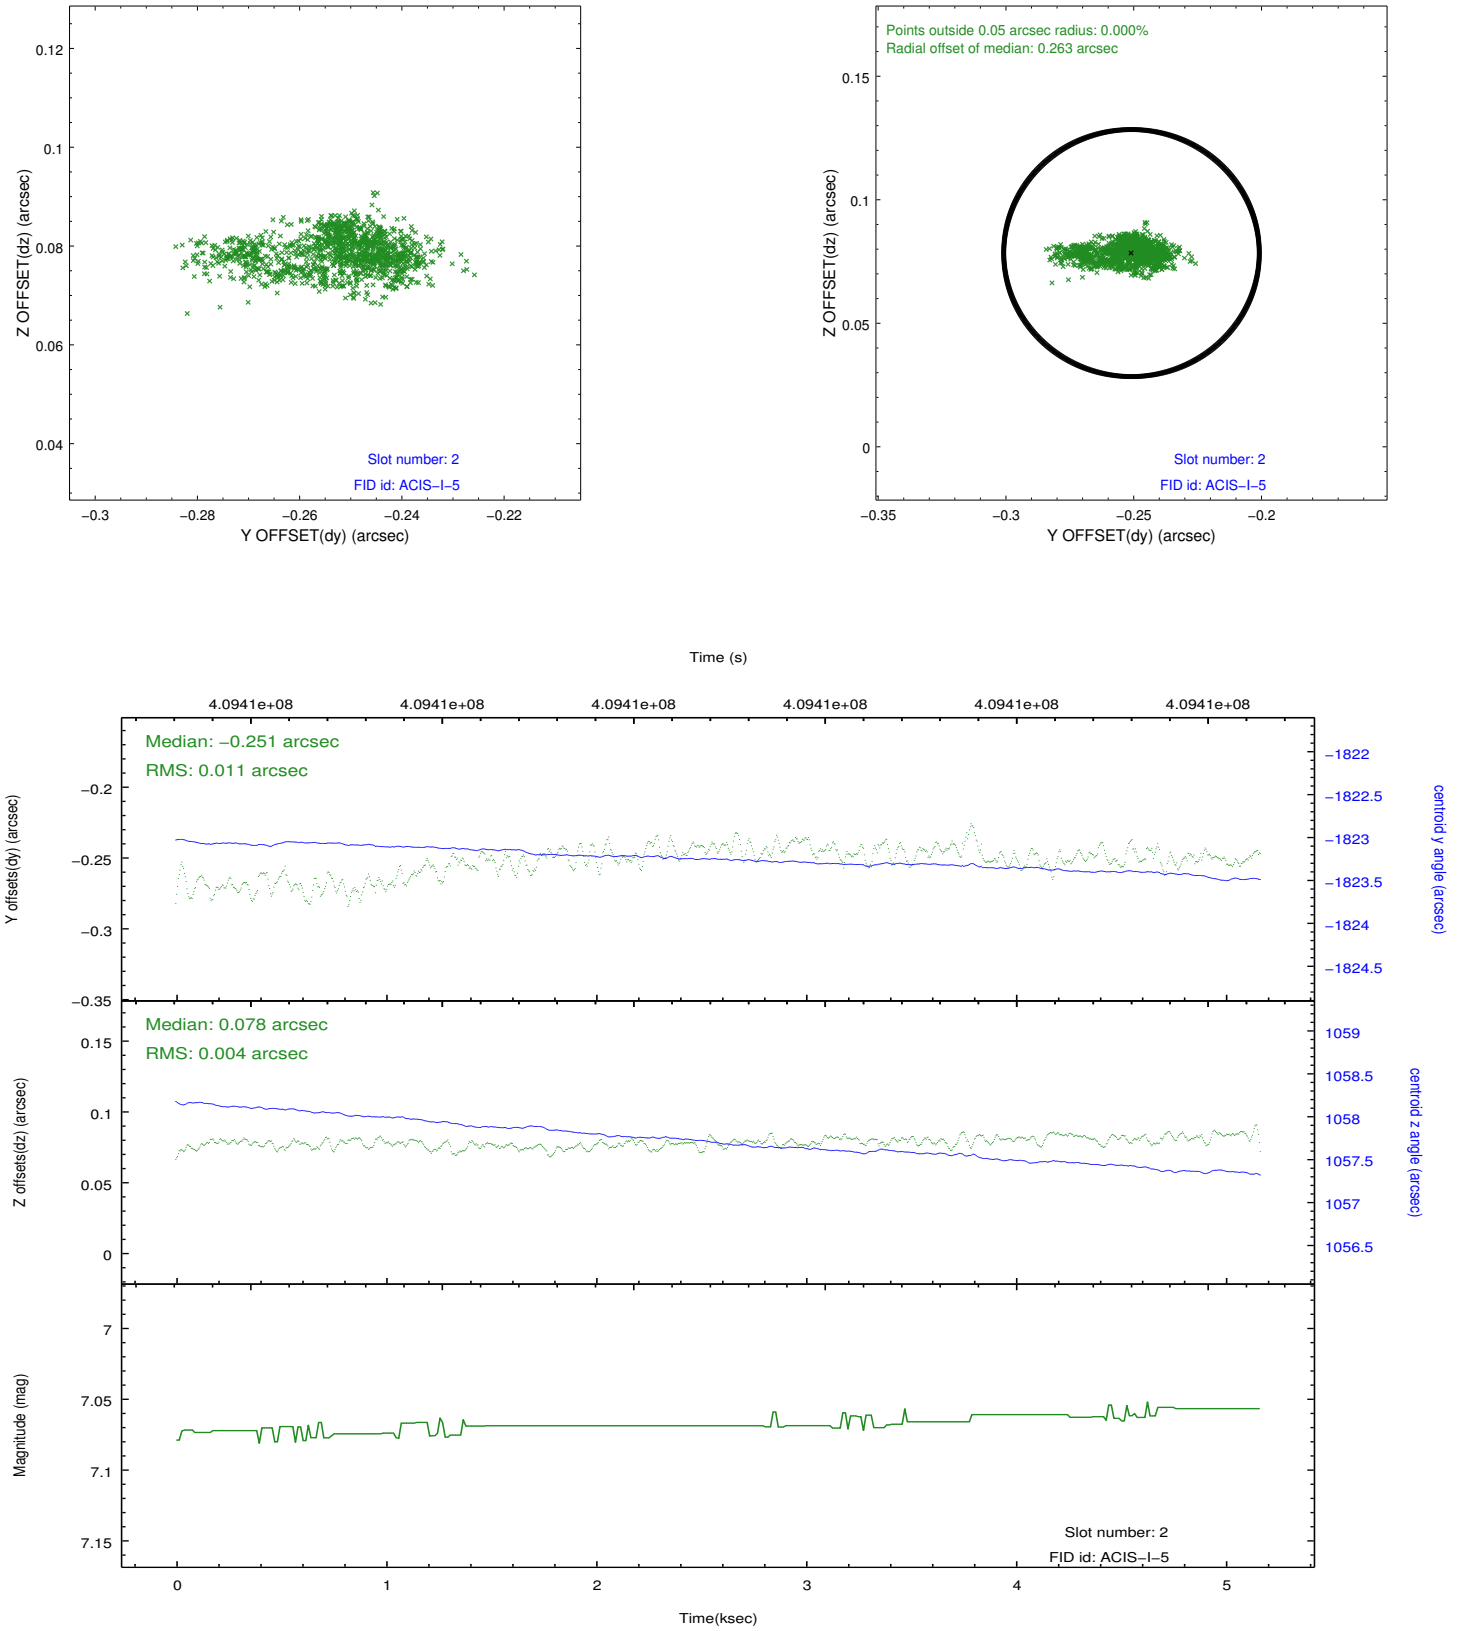 0.12
0.1
0.08
0.06
0.04
Z OFFSET(dz) (arcsec)
Slot number: 2
FID id: ACIS−I−5
−0.3 −0.28 −0.26 −0.24 −0.22
Y OFFSET(dy) (arcsec)
Points outside 0.05 arcsec radius: 0.000%
Radial offset of median: 0.263 arcsec
0.15
0.1
0.05
0
Z OFFSET(dz) (arcsec)
Slot number: 2
FID id: ACIS−I−5
−0.35 −0.3 −0.25 −0.2
Y OFFSET(dy) (arcsec)
Time (s)
4.0941e+08 4.0941e+08 4.0941e+08 4.0941e+08 4.0941e+08 4.0941e+08
Median: −0.251 arcsec
RMS: 0.011 arcsec
−0.2
−0.25
−0.3
−0.35
Y offsets(dy) (arcsec)
−1822
−1822.5
−1823
−1823.5
−1824
−1824.5
centroid y angle (arcsec)
Median: 0.078 arcsec
RMS: 0.004 arcsec
0.15
0.1
0.05
0
Z offsets(dz) (arcsec)
1059
1058.5
1058
1057.5
1057
1056.5
centroid z angle (arcsec)
7
7.05
7.1
7.15
Magnitude (mag)
Slot number: 2
FID id: ACIS−I−5
0 1 2 3 4 5
Time(ksec)